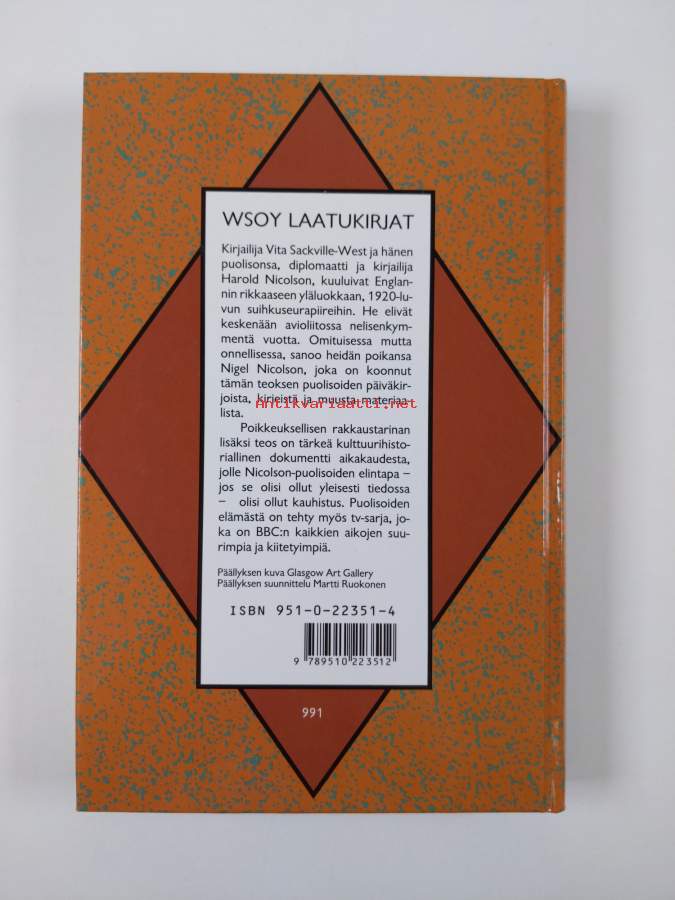 WSOY LAATUKIRJAT
Kirjailija Vita Sackville-West ja hänen
puolisonsa, diplomaatti ja kirjailija
Harold Nicolson, kuuluivat Englan-
nin rikkaaseen yläluokkaan, 1920-lu-
vun suihkuseurapiireihin. He elivät
keskenään avioliitossa nelisenkym-
mentä vuotta. Omituisessa mutta
onnellisessa, sanoo heidän poikansa
Nigel Nicolson, joka on koonnut
tämän teoksen puolisoiden päiväkir-
joista, kirjeistä ja muusta materiaa-
antikvariaatti.net
lista.
Poikkeuksellisen rakkaustarinan
lisäksi teos on tärkeä kulttuurihisto-
riallinen dokumentti aikakaudesta,
jolle Nicolson-puolisoiden elintapa –
jos se olisi ollut yleisesti tiedossa
– olisi ollut kauhistus. Puolisoiden
elämästä on tehty myös tv-sarja, jo-
ka on BBC:n kaikkien aikojen suu-
rimpia ja kiitetyimpiä.
Päällyksen kuva Glasgow Art Gallery
Päällyksen suunnittelu Martti Ruokonen
ISBN 951-0-22351-4
9 789510 223512
991